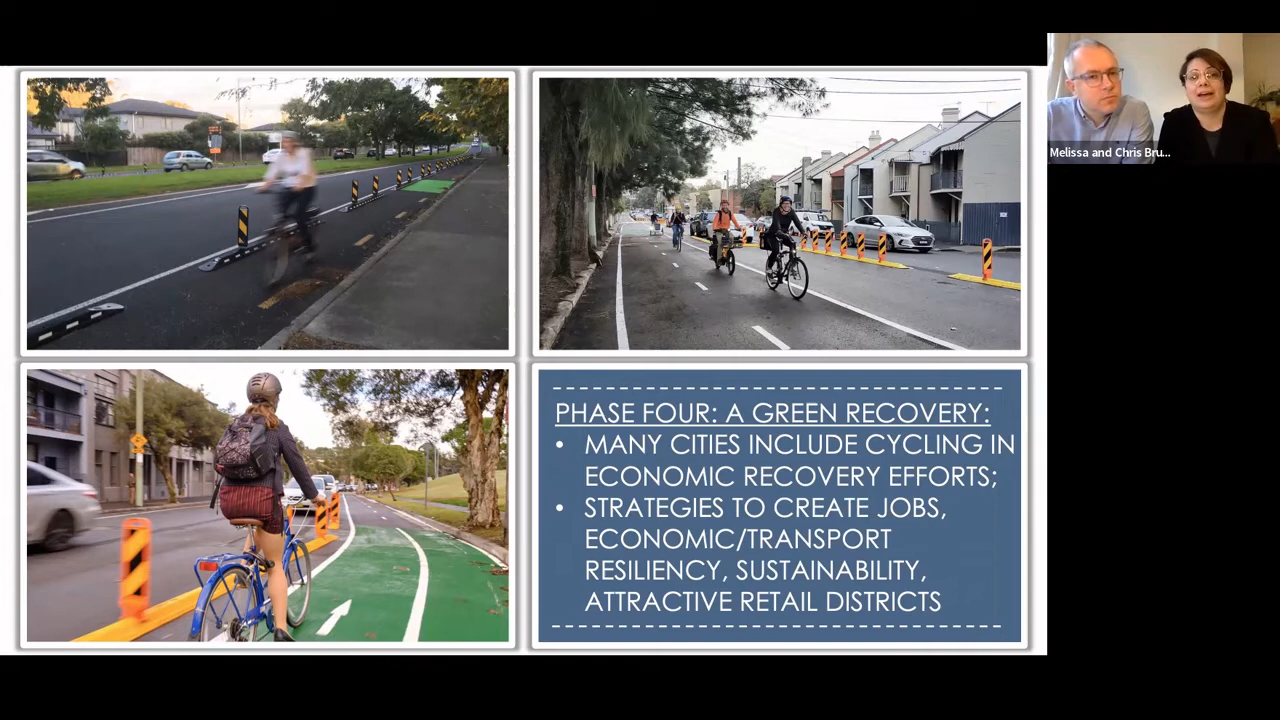 Melissa and Chris Bru...
PHASE FOUR: A GREEN RECOVERY:
• MANY CITIES INCLUDE CYCLING IN
ECONOMIC RECOVERY EFFORTS;
• STRATEGIES TO CREATE JOBS,
ECONOMIC/TRANSPORT
RESILIENCY, SUSTAINABILITY,
ATTRACTIVE RETAIL DISTRICTS